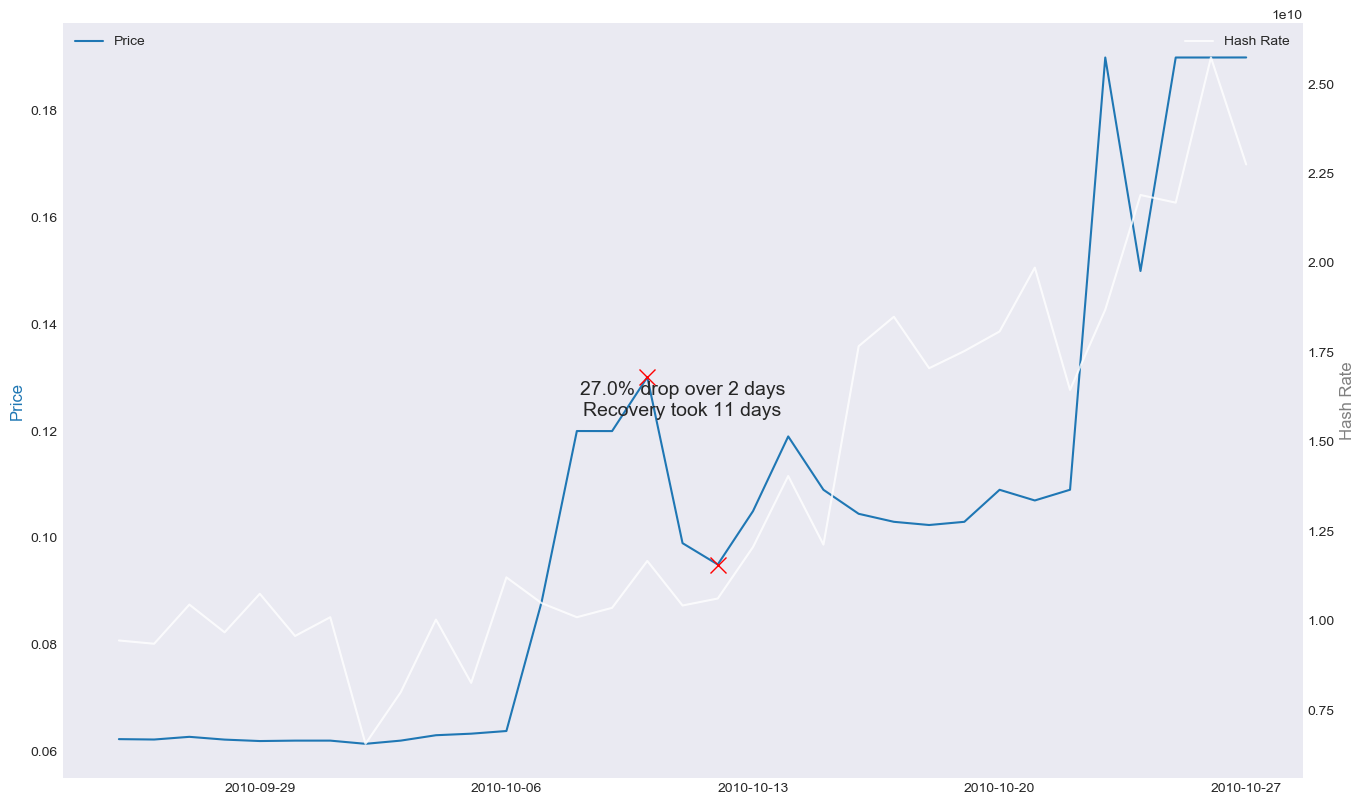 1e10
Price
Hash Rate
0.18
0.16
0.14
0.12
0.10
0.08
0.06
Price
27.0% drop over 2 days
Recovery took 11 days
2.50
2.25
2.00
1.75
1.50
1.25
1.00
0.75
Hash Rate
2010-09-29
2010-10-06
2010-10-13
2010-10-20
2010-10-27